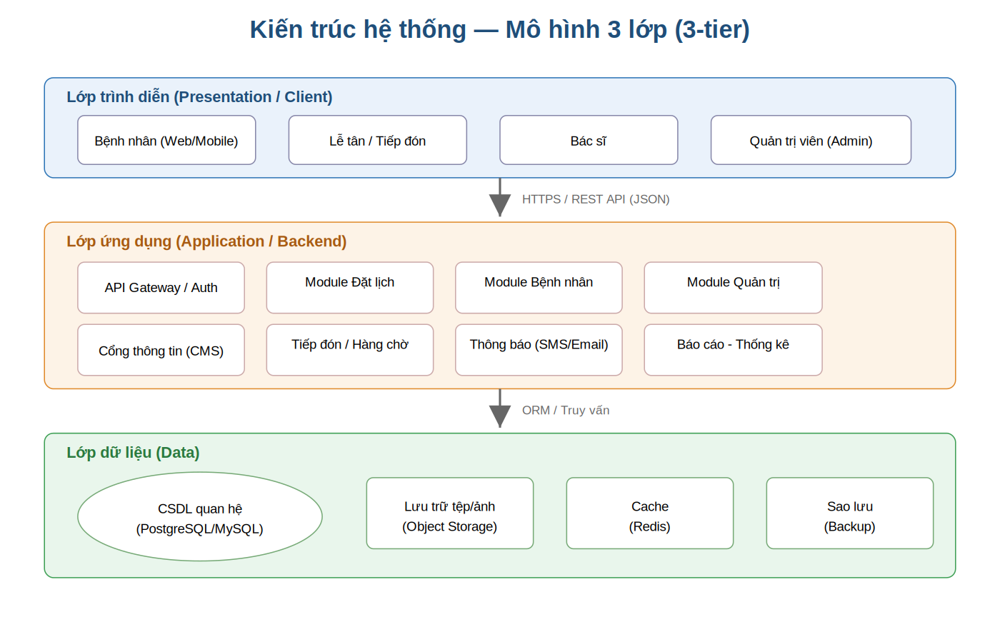 Kiến trúc hệ thống — Mô hình 3 lớp (3-tier)
Lớp trình diễn (Presentation / Client)
Bệnh nhân (Web/Mobile)
Lễ tân / Tiếp đón
Bác sĩ
Quản trị viên (Admin)
HTTPS / REST API (JSON)
Lớp ứng dụng (Application / Backend)
API Gateway / Auth
Module Đặt lịch
Module Bệnh nhân
Module Quản trị
Cổng thông tin (CMS)
Tiếp đón / Hàng chờ
Thông báo (SMS/Email)
Báo cáo - Thống kê
ORM / Truy vấn
Lớp dữ liệu (Data)
CSDL quan hệ
(PostgreSQL/MySQL)
Lưu trữ tệp/ảnh
(Object Storage)
Cache
(Redis)
Sao lưu
(Backup)